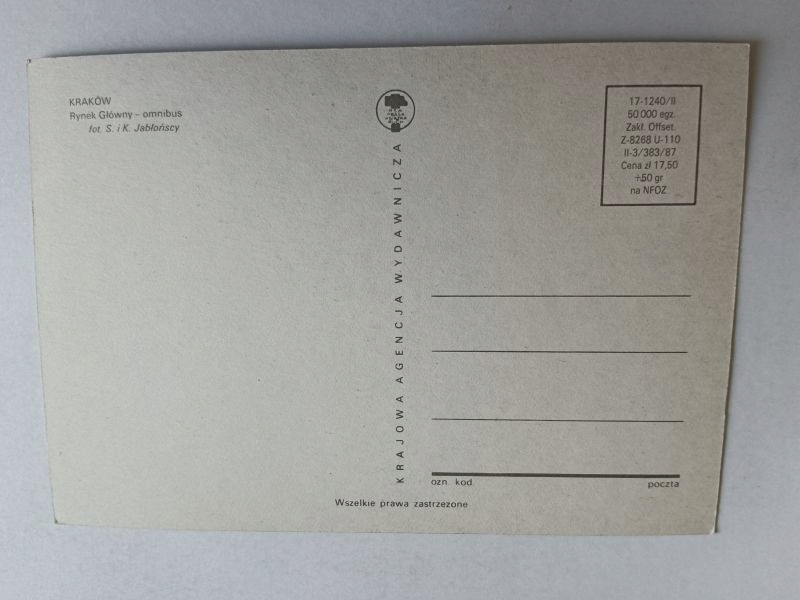 KRAKÓW
Rynek Główny – omnibus
fot. S. i K. Jabłońscy
KRAJOWA AGENCJA WYDAWNICZA
17-1240/II
50 000 egz.
Zakł. Offset.
Z-8268 U-110
II-3/383/87
Cena zł 17,50
+50 gr
na NFOZ
ozn. kod. poczta
Wszelkie prawa zastrzeżone